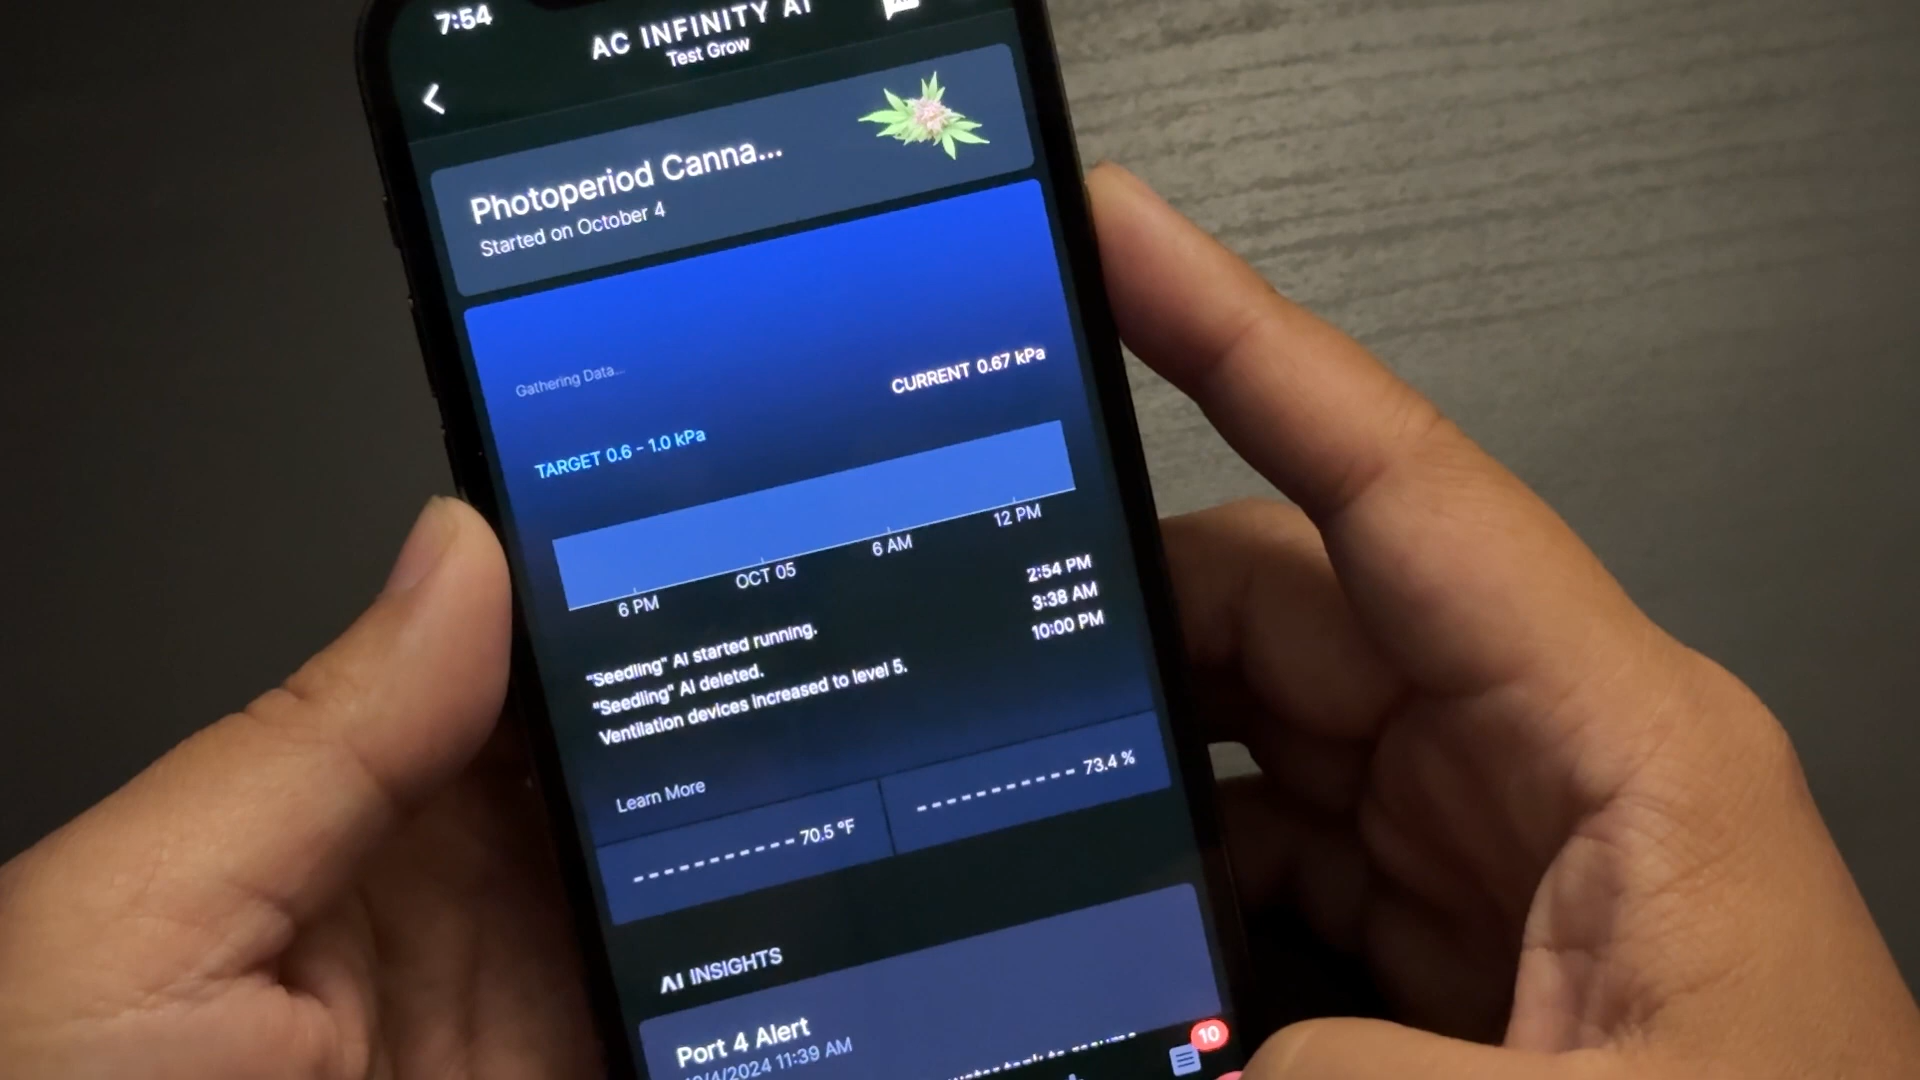 7:54
AC INFINITY AI
Test Grow
Photoperiod Canna...
Started on October 4
Gathering Data...
CURRENT 0.67 kPa
TARGET 0.6 - 1.0 kPa
6 PM OCT 05 6 AM 12 PM
"Seedling" AI started running. 2:54 PM
"Seedling" AI deleted. 3:38 AM
Ventilation devices increased to level 5. 10:00 PM
Learn More
70.5 °F 73.4 %
AI INSIGHTS
Port 4 Alert
/4/2024 11:39 AM
10